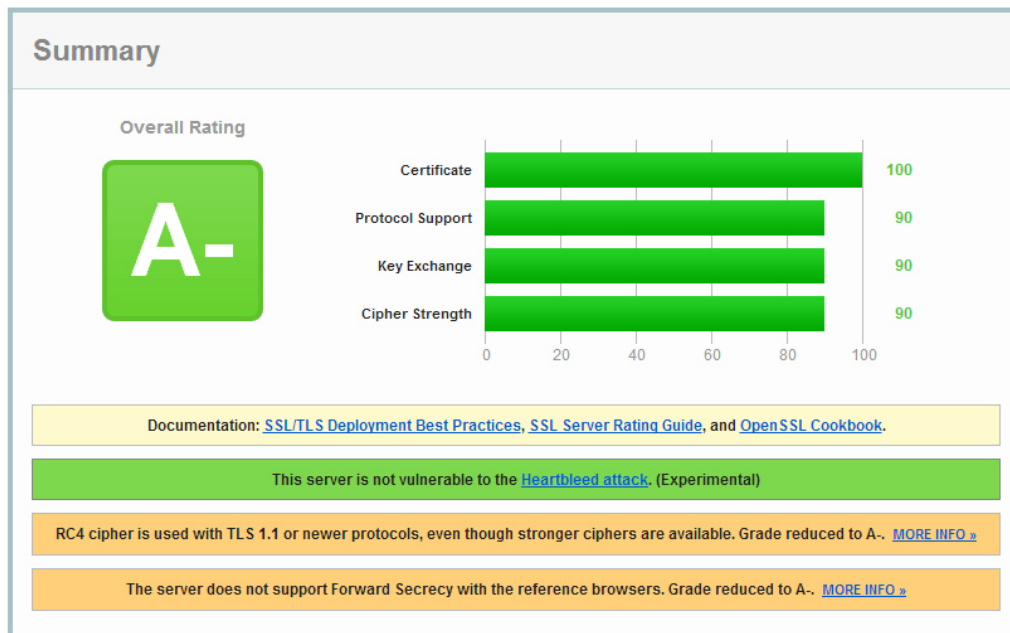 Summary
Overall Rating
A-
Certificate 100
Protocol Support 90
Key Exchange 90
Cipher Strength 90
0 20 40 60 80 100
Documentation: SSL/TLS Deployment Best Practices, SSL Server Rating Guide, and OpenSSL Cookbook.
This server is not vulnerable to the Heartbleed attack. (Experimental)
RC4 cipher is used with TLS 1.1 or newer protocols, even though stronger ciphers are available. Grade reduced to A-. MORE INFO »
The server does not support Forward Secrecy with the reference browsers. Grade reduced to A-. MORE INFO »